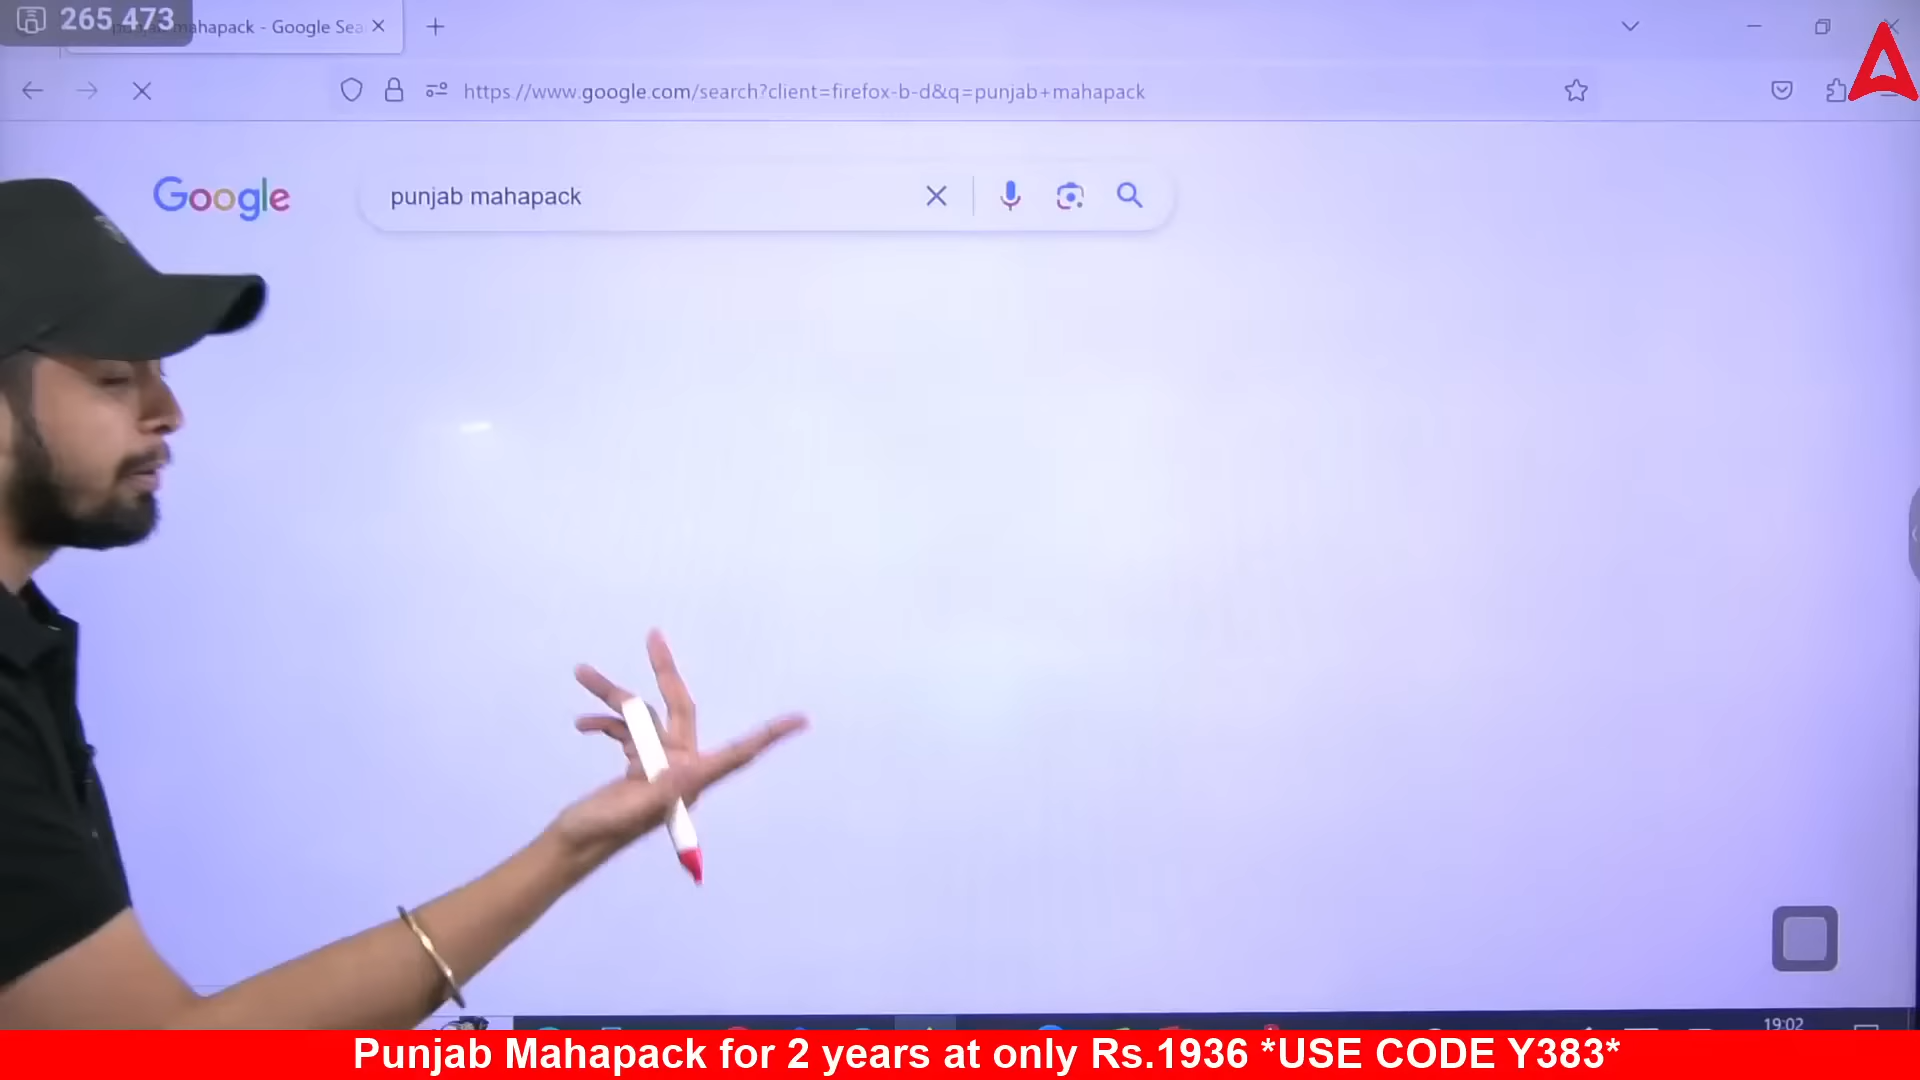 265 473
mahapack - Google Sea
https://www.google.com/search?client=firefox-b-d&q=punjab+mahapack
Google
punjab mahapack
19:02
Punjab Mahapack for 2 years at only Rs.1936 *USE CODE Y383*